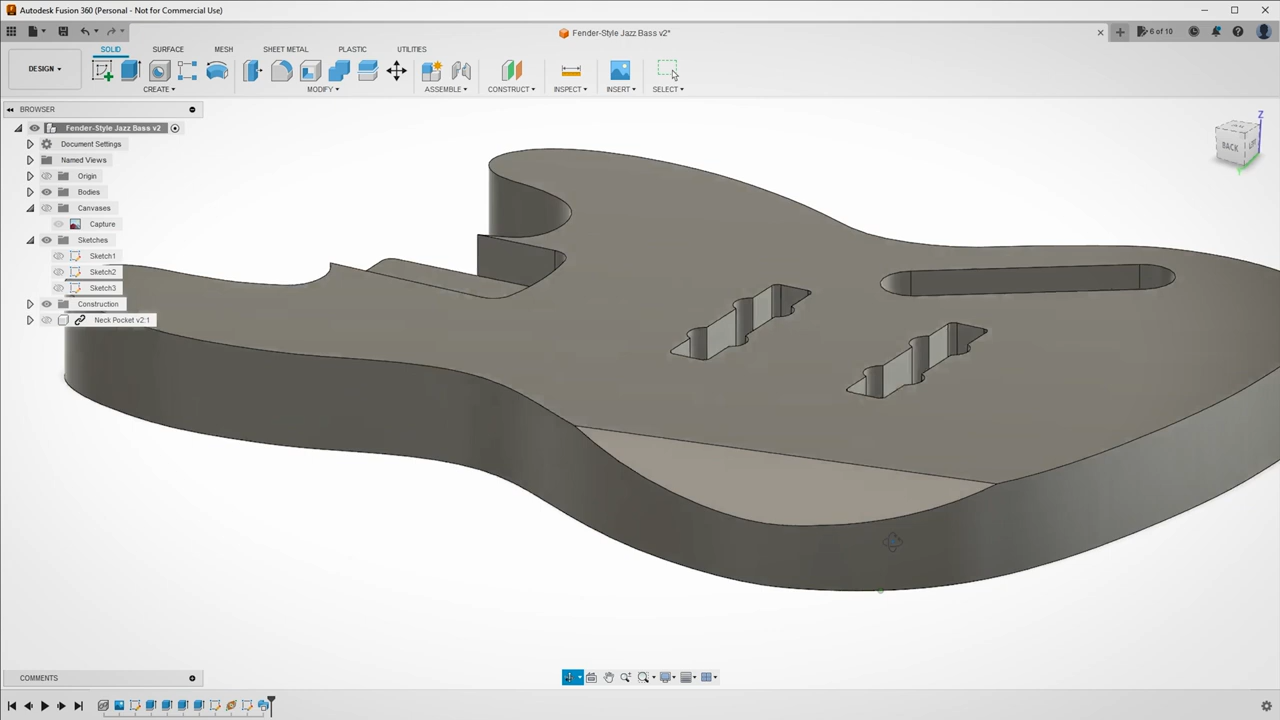 Autodesk Fusion 360 (Personal - Not for Commercial Use)
Fender-Style Jazz Bass v2*
6 of 10
SOLID SURFACE MESH SHEET METAL PLASTIC UTILITIES
DESIGN
CREATE MODIFY ASSEMBLE CONSTRUCT INSPECT INSERT SELECT
BROWSER
Fender-Style Jazz Bass v2
Document Settings
Named Views
Origin
Bodies
Canvases
Capture
Sketches
Sketch1
Sketch2
Sketch3
Construction
Neck Pocket v2:1
Z
BACK
COMMENTS